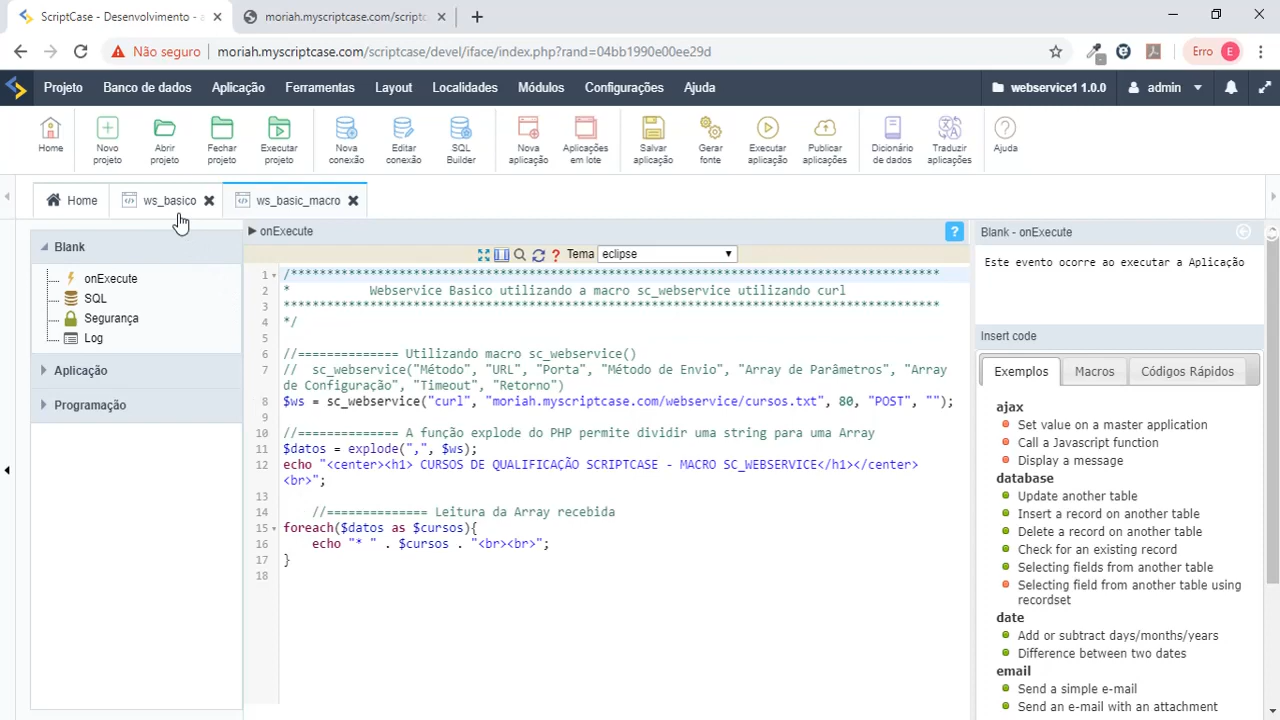 ScriptCase - Desenvolvimento - a
moriah.myscriptcase.com/scriptc
Não seguro
moriah.myscriptcase.com/scriptcase/devel/iface/index.php?rand=04bb1990e00ee29d
Erro E
Projeto Banco de dados Aplicação Ferramentas Layout Localidades Módulos Configurações Ajuda
webservice1 1.0.0 admin
Home
Novo projeto
Abrir projeto
Fechar projeto
Executar projeto
Nova conexão
Editar conexão
SQL Builder
Nova aplicação
Aplicações em lote
Salvar aplicação
Gerar fonte
Executar aplicação
Publicar aplicações
Dicionário de dados
Traduzir aplicações
Ajuda
Home ws_basico ws_basic_macro
Blank
onExecute
SQL
Segurança
Log
Aplicação
Programação
onExecute ?
? Tema eclipse
1 /*******************************************************************************************
2 * Webservice Basico utilizando a macro sc_webservice utilizando curl
3 *******************************************************************************************
4 */
5
6 //============== Utilizando macro sc_webservice()
7 // sc_webservice("Método", "URL", "Porta", "Método de Envio", "Array de Parâmetros", "Array
de Configuração", "Timeout", "Retorno")
8 $ws = sc_webservice("curl", "moriah.myscriptcase.com/webservice/cursos.txt", 80, "POST", "");
9
10 //============== A função explode do PHP permite dividir uma string para uma Array
11 $datos = explode(",", $ws);
12 echo "<center><h1> CURSOS DE QUALIFICAÇÃO SCRIPTCASE - MACRO SC_WEBSERVICE</h1></center>
<br>";
13
14 //============== Leitura da Array recebida
15 foreach($datos as $cursos){
16 echo "* " . $cursos . "<br><br>";
17 }
18
Blank - onExecute
Este evento ocorre ao executar a Aplicação
Insert code
Exemplos Macros Códigos Rápidos
ajax
Set value on a master application
Call a Javascript function
Display a message
database
Update another table
Insert a record on another table
Delete a record on another table
Check for an existing record
Selecting fields from another table
Selecting field from another table using
recordset
date
Add or subtract days/months/years
Difference between two dates
email
Send a simple e-mail
Send an e-mail with an attachment